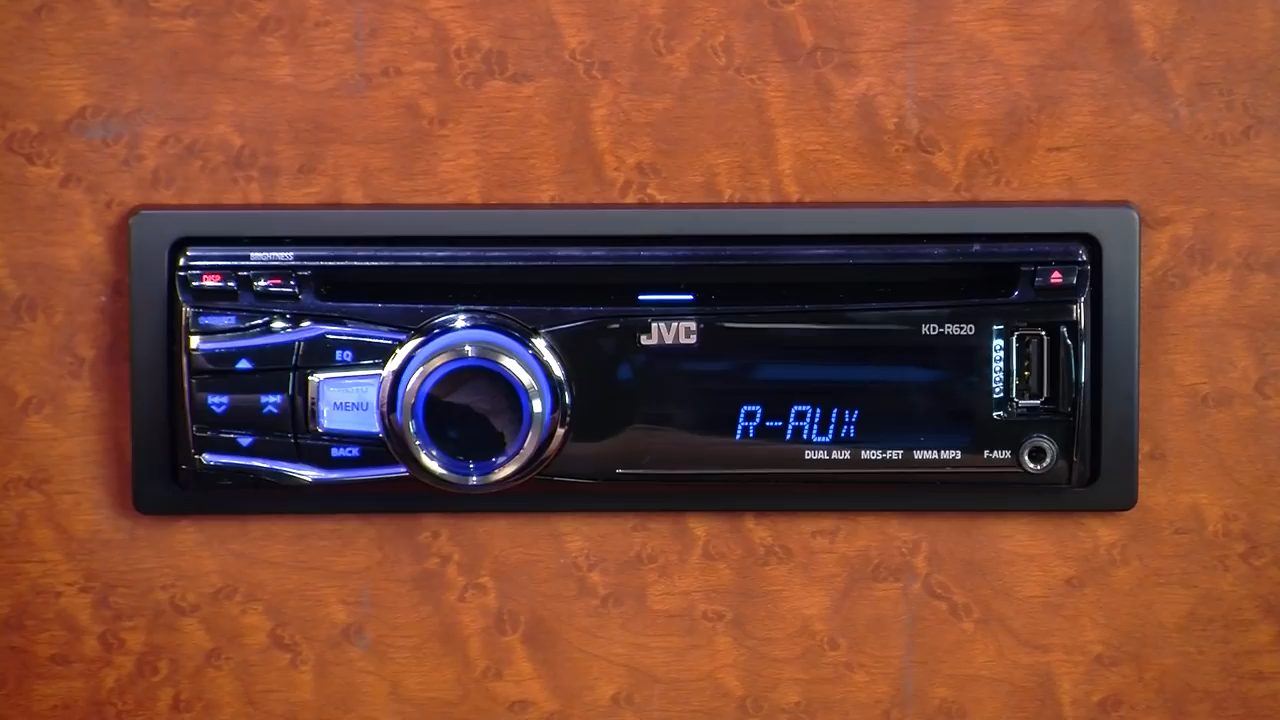 BRIGHTNESS
DISP
JVC
KD-R620
EQ
MENU
BACK
R-AUX
DUAL AUX MOS-FET WMA MP3 F-AUX